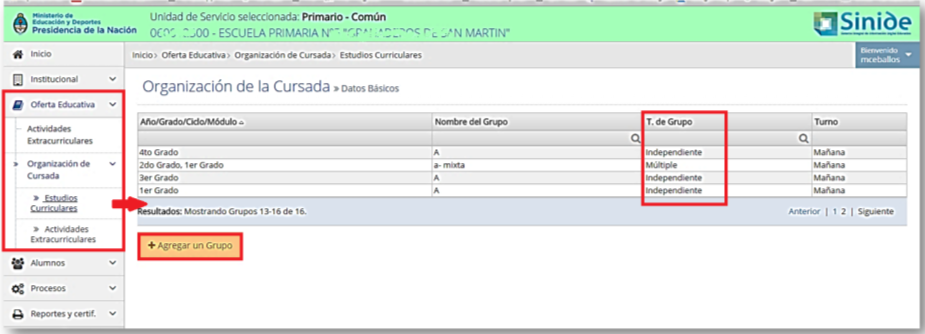 Ministerio de
Educación y Deportes
Presidencia de la Nación
Unidad de Servicio seleccionada: Primario - Común
- ESCUELA PRIMARIA SAN MARTIN"
Sinide
Inicio
Inicio› Oferta Educativa› Organización de Cursada› Estudios Curriculares
Bienvenido
mceballos
Institucional
Organización de la Cursada » Datos Básicos
Oferta Educativa
Actividades
Extracurriculares
» Organización de
Cursada
» Estudios
Curriculares
» Actividades
Extracurriculares
Alumnos
Procesos
Reportes y certif.
Año/Grado/Ciclo/Módulo Nombre del Grupo T. de Grupo Turno
4to Grado A Independiente Mañana
2do Grado, 1er Grado a- mixta Múltiple Mañana
3er Grado A Independiente Mañana
1er Grado A Independiente Mañana
Resultados: Mostrando Grupos 13-16 de 16.
Anterior | 1 2 | Siguiente
+ Agregar un Grupo